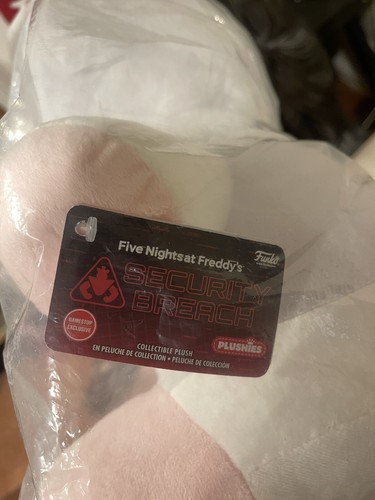 Five Nights at Freddy's
Funko
SECURITY
BREACH
GAMESTOP
EXCLUSIVE
PLUSHIES
COLLECTIBLE PLUSH
EN PELUCHE DE COLLECTION • PELUCHE DE COLECCIÓN